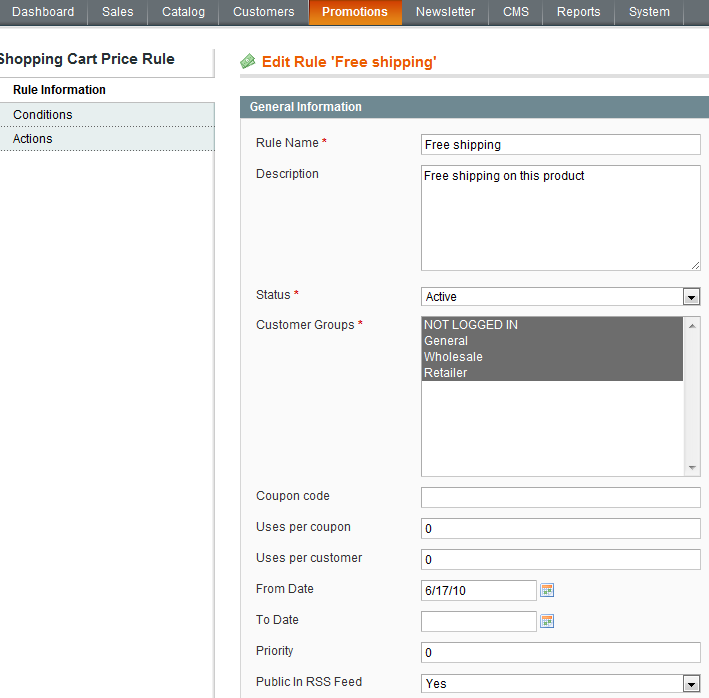 Dashboard Sales Catalog Customers Promotions Newsletter CMS Reports System
Shopping Cart Price Rule
Rule Information
Conditions
Actions
Edit Rule 'Free shipping'
General Information
Rule Name * Free shipping
Description Free shipping on this product
Status * Active
Customer Groups * NOT LOGGED IN
General
Wholesale
Retailer
Coupon code
Uses per coupon 0
Uses per customer 0
From Date 6/17/10
To Date
Priority 0
Public In RSS Feed Yes